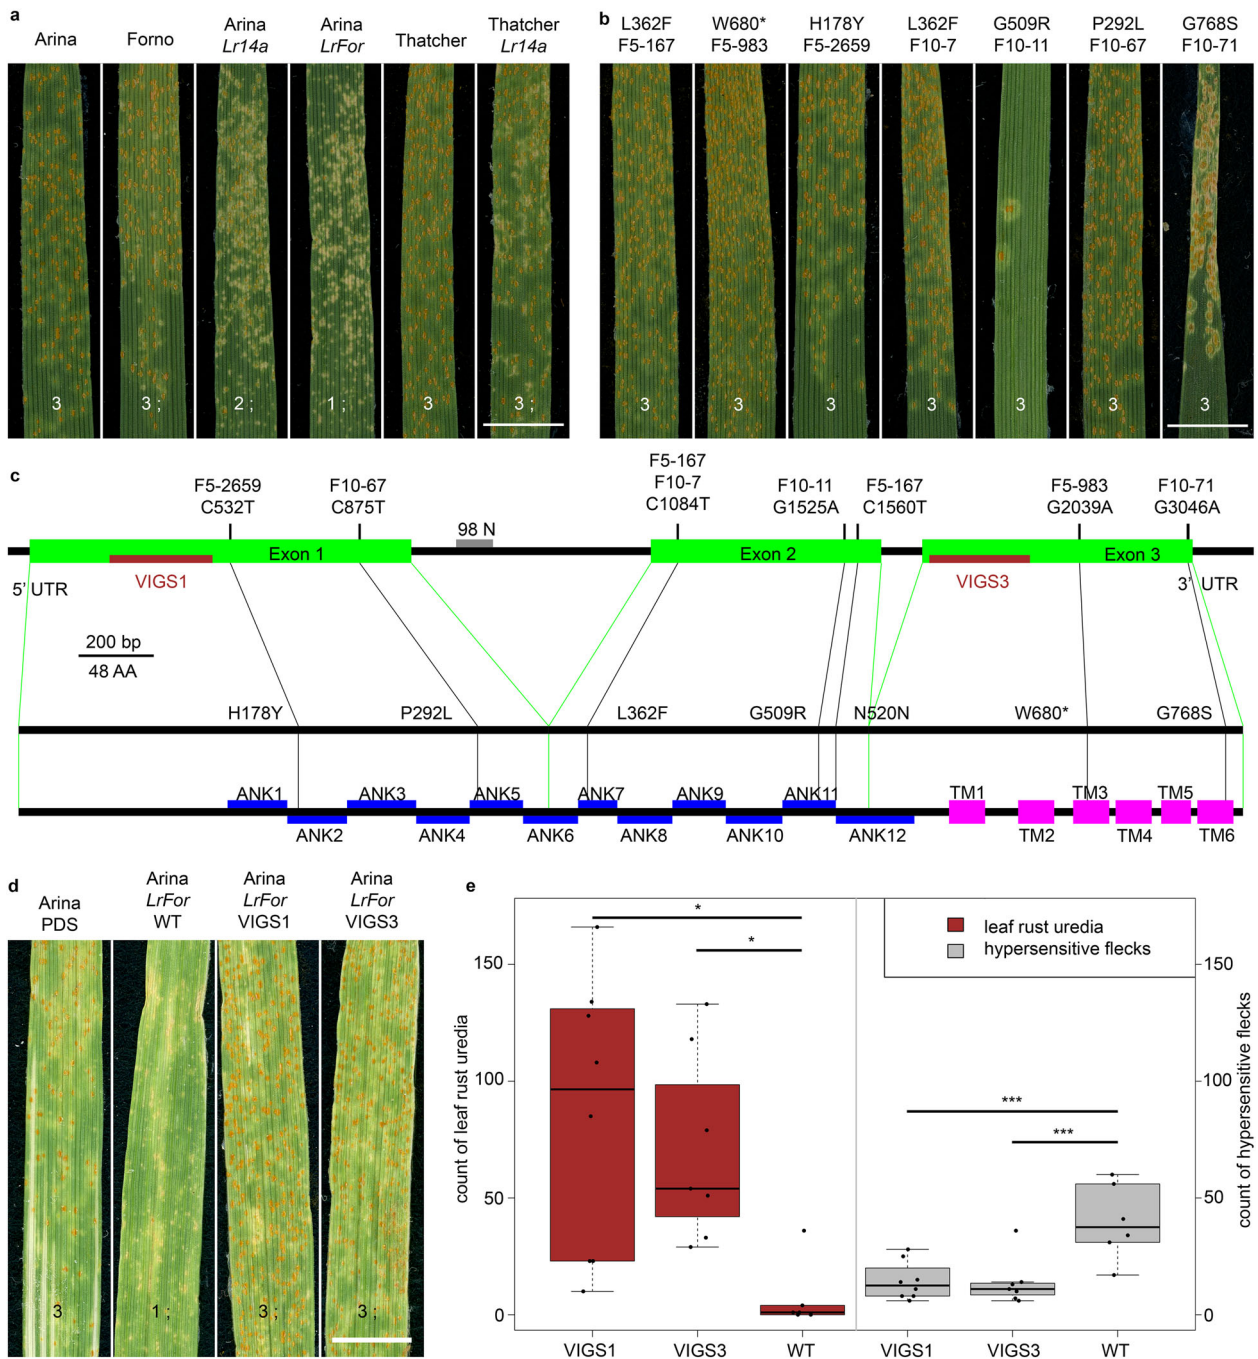 a
Arina
Forno
Arina
Lr14a
Arina
LrFor
Thatcher
Thatcher
Lr14a
3
3 ;
2 ;
1 ;
3
3 ;
b
L362F
F5-167
W680*
F5-983
H178Y
F5-2659
L362F
F10-7
G509R
F10-11
P292L
F10-67
G768S
F10-71
3
3
3
3
3
3
3
c
F5-2659
C532T
F10-67
C875T
98 N
F5-167
F10-7
C1084T
F10-11
G1525A
F5-167
C1560T
F5-983
G2039A
F10-71
G3046A
Exon 1
Exon 2
Exon 3
VIGS1
VIGS3
5' UTR
3' UTR
200 bp
48 AA
H178Y
P292L
L362F
G509R
N520N
W680*
G768S
ANK1
ANK3
ANK5
ANK7
ANK9
ANK11
TM1
TM3
TM5
ANK2
ANK4
ANK6
ANK8
ANK10
ANK12
TM2
TM4
TM6
d
Arina
PDS
Arina
LrFor
WT
Arina
LrFor
VIGS1
Arina
LrFor
VIGS3
3
1 ;
3 ;
3 ;
e
leaf rust uredia
hypersensitive flecks
*
*
***
***
count of leaf rust uredia
150
100
50
0
count of hypersensitive flecks
150
100
50
0
VIGS1
VIGS3
WT
VIGS1
VIGS3
WT